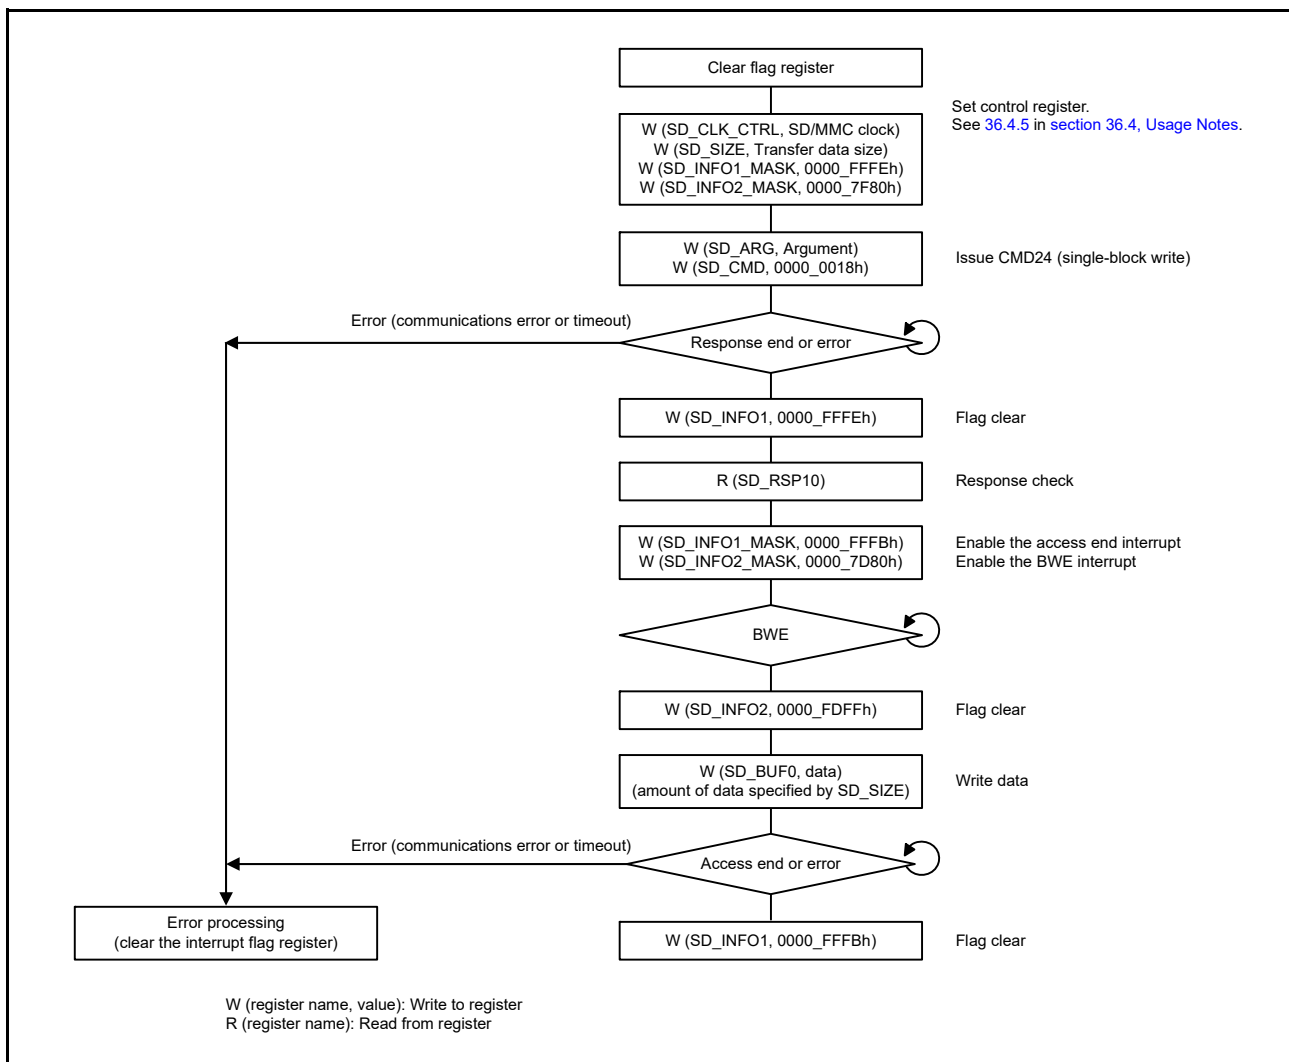 Clear flag register
Set control register.
See 36.4.5 in section 36.4, Usage Notes.
W (SD_CLK_CTRL, SD/MMC clock)
W (SD_SIZE, Transfer data size)
W (SD_INFO1_MASK, 0000_FFFEh)
W (SD_INFO2_MASK, 0000_7F80h)
W (SD_ARG, Argument)
W (SD_CMD, 0000_0018h)
Issue CMD24 (single-block write)
Error (communications error or timeout)
Response end or error
W (SD_INFO1, 0000_FFFEh)
Flag clear
R (SD_RSP10)
Response check
W (SD_INFO1_MASK, 0000_FFFBh)
W (SD_INFO2_MASK, 0000_7D80h)
Enable the access end interrupt
Enable the BWE interrupt
BWE
W (SD_INFO2, 0000_FDFFh)
Flag clear
W (SD_BUF0, data)
(amount of data specified by SD_SIZE)
Write data
Error (communications error or timeout)
Access end or error
Error processing
(clear the interrupt flag register)
W (SD_INFO1, 0000_FFFBh)
Flag clear
W (register name, value): Write to register
R (register name): Read from register